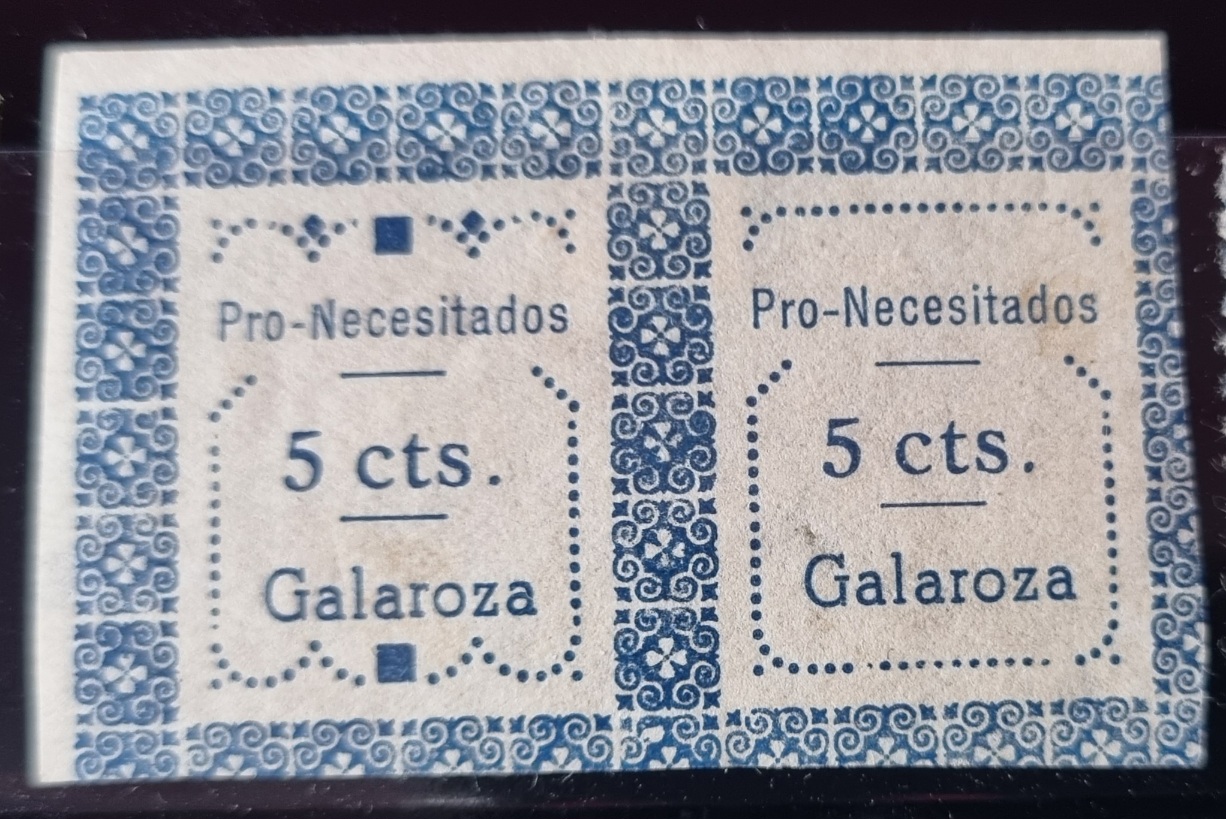 Pro-Necesitados
5 cts.
Galaroza
Pro-Necesitados
5 cts.
Galaroza